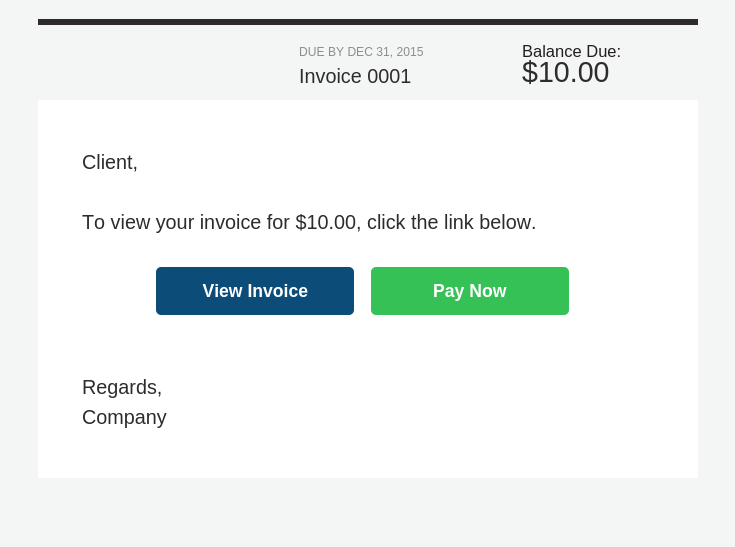 DUE BY DEC 31, 2015
Invoice 0001
Balance Due:
$10.00
Client,
To view your invoice for $10.00, click the link below.
View Invoice
Pay Now
Regards,
Company